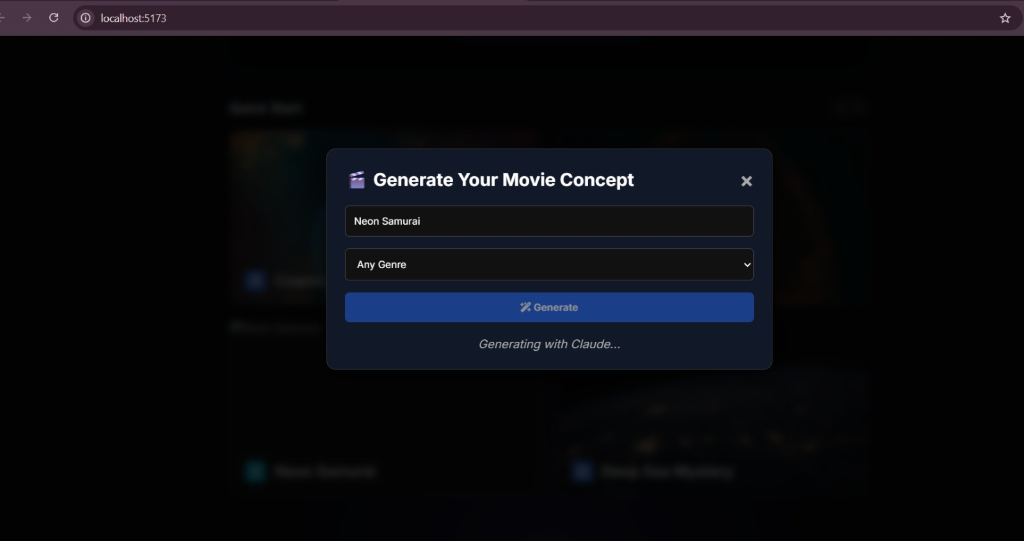 localhost:5173
Quick Start
Generate Your Movie Concept
Neon Samurai
Any Genre
Generate
Generating with Claude...
Neon Samurai
Deep Sea Mystery